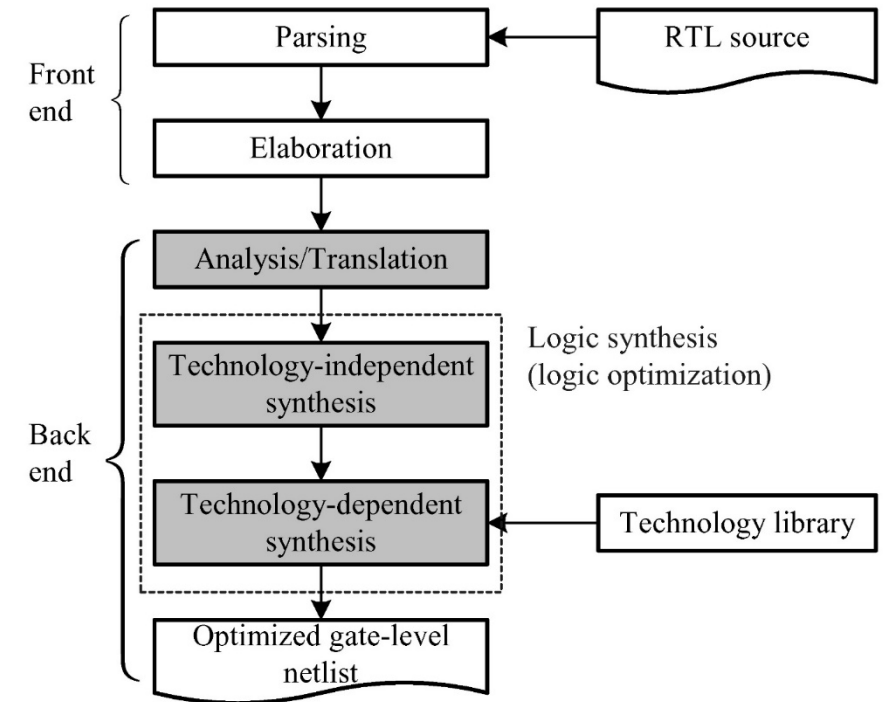 Parsing
RTL source
Front
end
Elaboration
Analysis/Translation
Logic synthesis
(logic optimization)
Technology-independent
synthesis
Back
end
Technology-dependent
synthesis
Technology library
Optimized gate-level
netlist